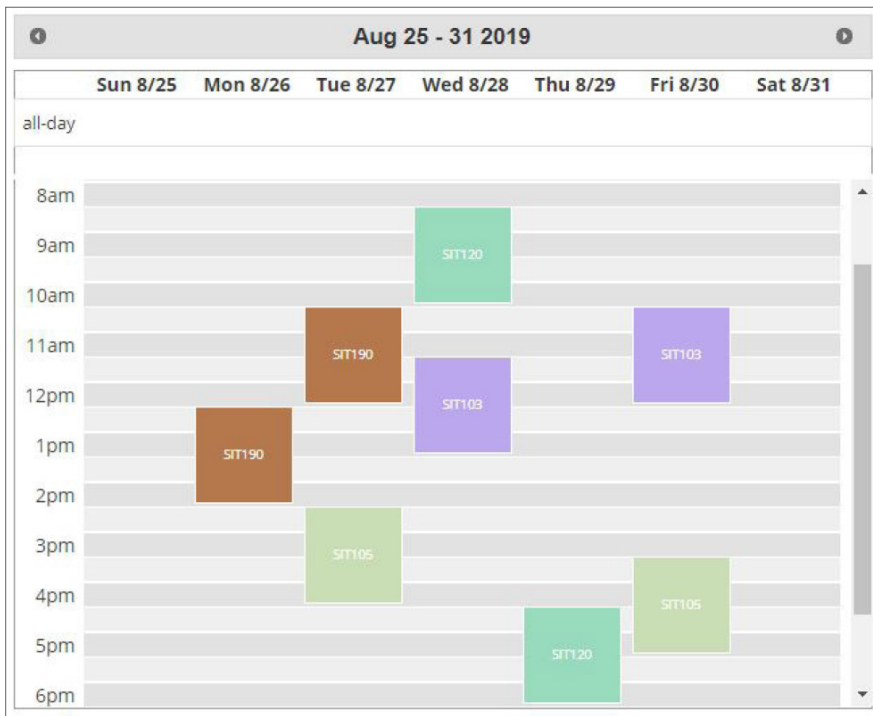 Aug 25 - 31 2019
Sun 8/25 Mon 8/26 Tue 8/27 Wed 8/28 Thu 8/29 Fri 8/30 Sat 8/31
all-day
8am
9am
SIT120
10am
11am
SIT190
SIT103
12pm
SIT103
1pm
SIT190
2pm
3pm
SIT105
4pm
SIT105
5pm
SIT120
6pm